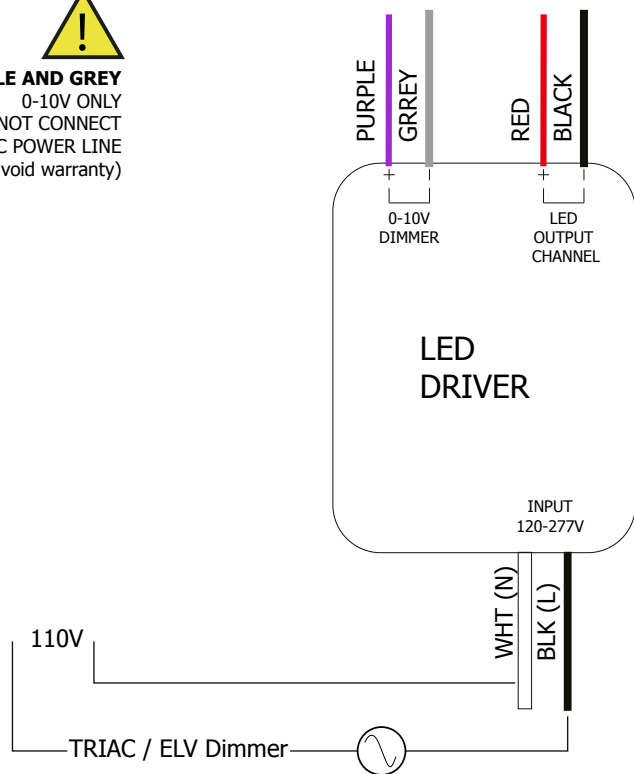 LE AND GREY
0-10V ONLY
NOT CONNECT
C POWER LINE
void warranty)
PURPLE
GRREY
RED
BLACK
+
–
+
–
0-10V
DIMMER
LED
OUTPUT
CHANNEL
LED
DRIVER
INPUT
120-277V
WHT (N)
BLK (L)
110V
TRIAC / ELV Dimmer